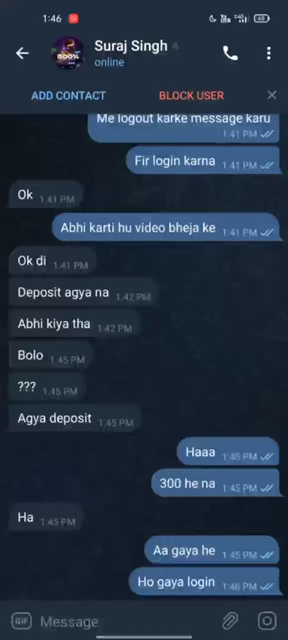 1:46
60
Suraj Singh
online
ADD CONTACT BLOCK USER
Me logout karke message karu
1:41 PM
Fir login karna 1:41 PM
Ok 1:41 PM
Abhi karti hu video bheja ke 1:41 PM
Ok di 1:41 PM
Deposit agya na 1:42 PM
Abhi kiya tha 1:42 PM
Bolo 1:45 PM
??? 1:45 PM
Agya deposit 1:45 PM
Haaa 1:45 PM
300 he na 1:45 PM
Ha 1:45 PM
Aa gaya he 1:45 PM
Ho gaya login 1:46 PM
GIF Message